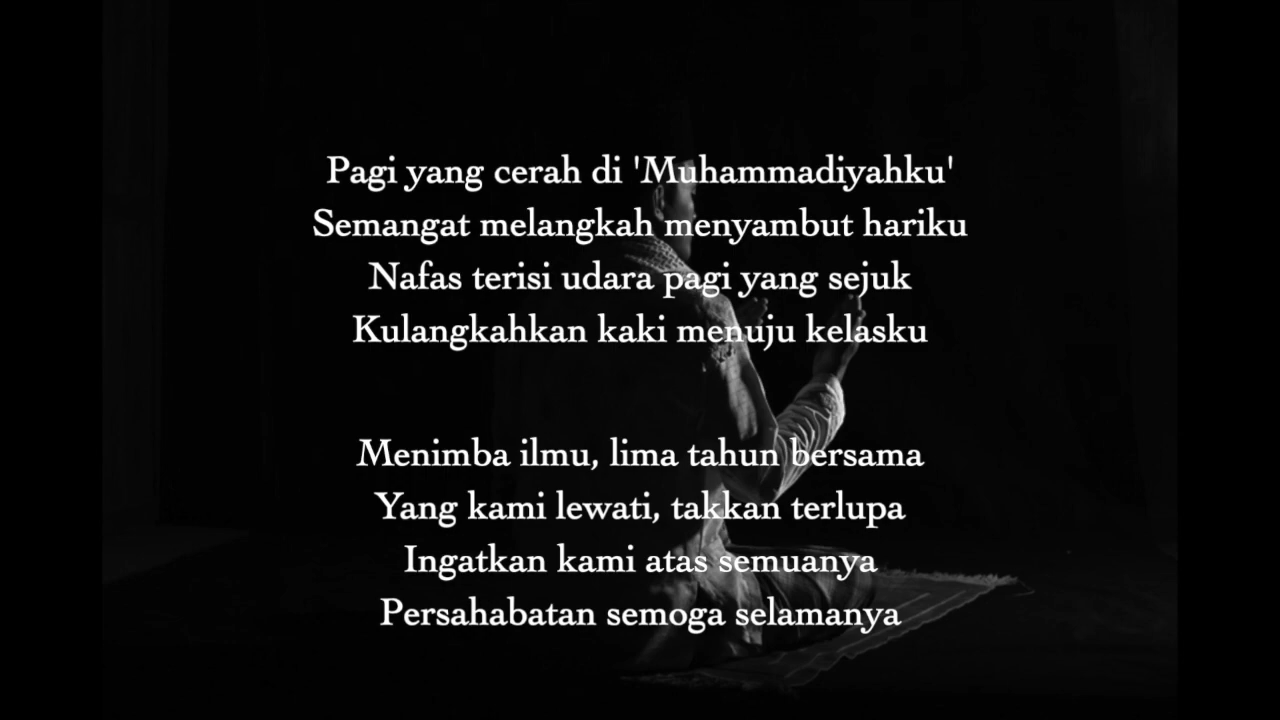 Pagi yang cerah di 'Muhammadiyahku'
Semangat melangkah menyambut hariku
Nafas terisi udara pagi yang sejuk
Kulangkahkan kaki menuju kelasku
Menimba ilmu, lima tahun bersama
Yang kami lewati, takkan terlupa
Ingatkan kami atas semuanya
Persahabatan semoga selamanya